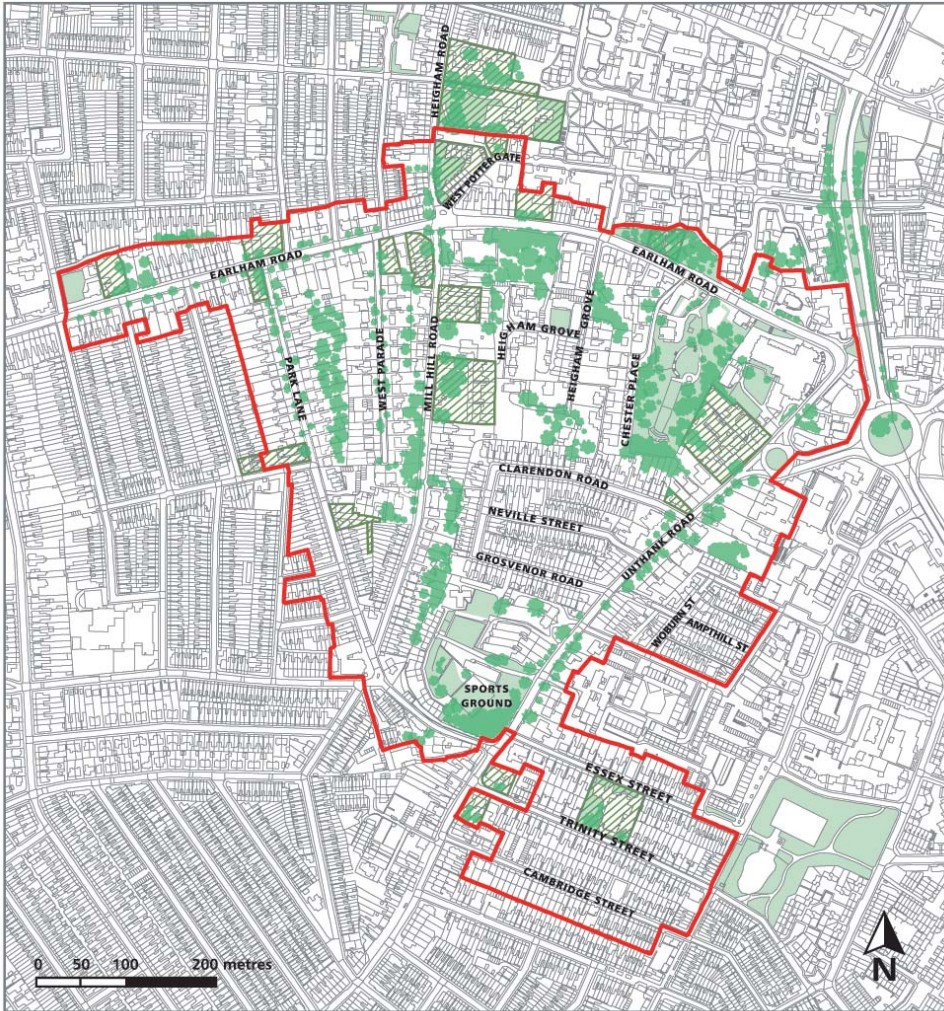 HEIGHAM ROAD
WEST POTTERGATE
EARLHAM ROAD
EARLHAM ROAD
PARK LANE
WEST PARADE
MILL HILL ROAD
HEIGHAM GROVE
HEIGHAM GROVE
CHESTER PLACE
CLARENDON ROAD
NEVILLE STREET
GROSVENOR ROAD
UNTHANK ROAD
WOBURN ST
AMPTHILL ST
SPORTS
GROUND
ESSEX STREET
TRINITY STREET
CAMBRIDGE STREET
0 50 100 200 metres
N